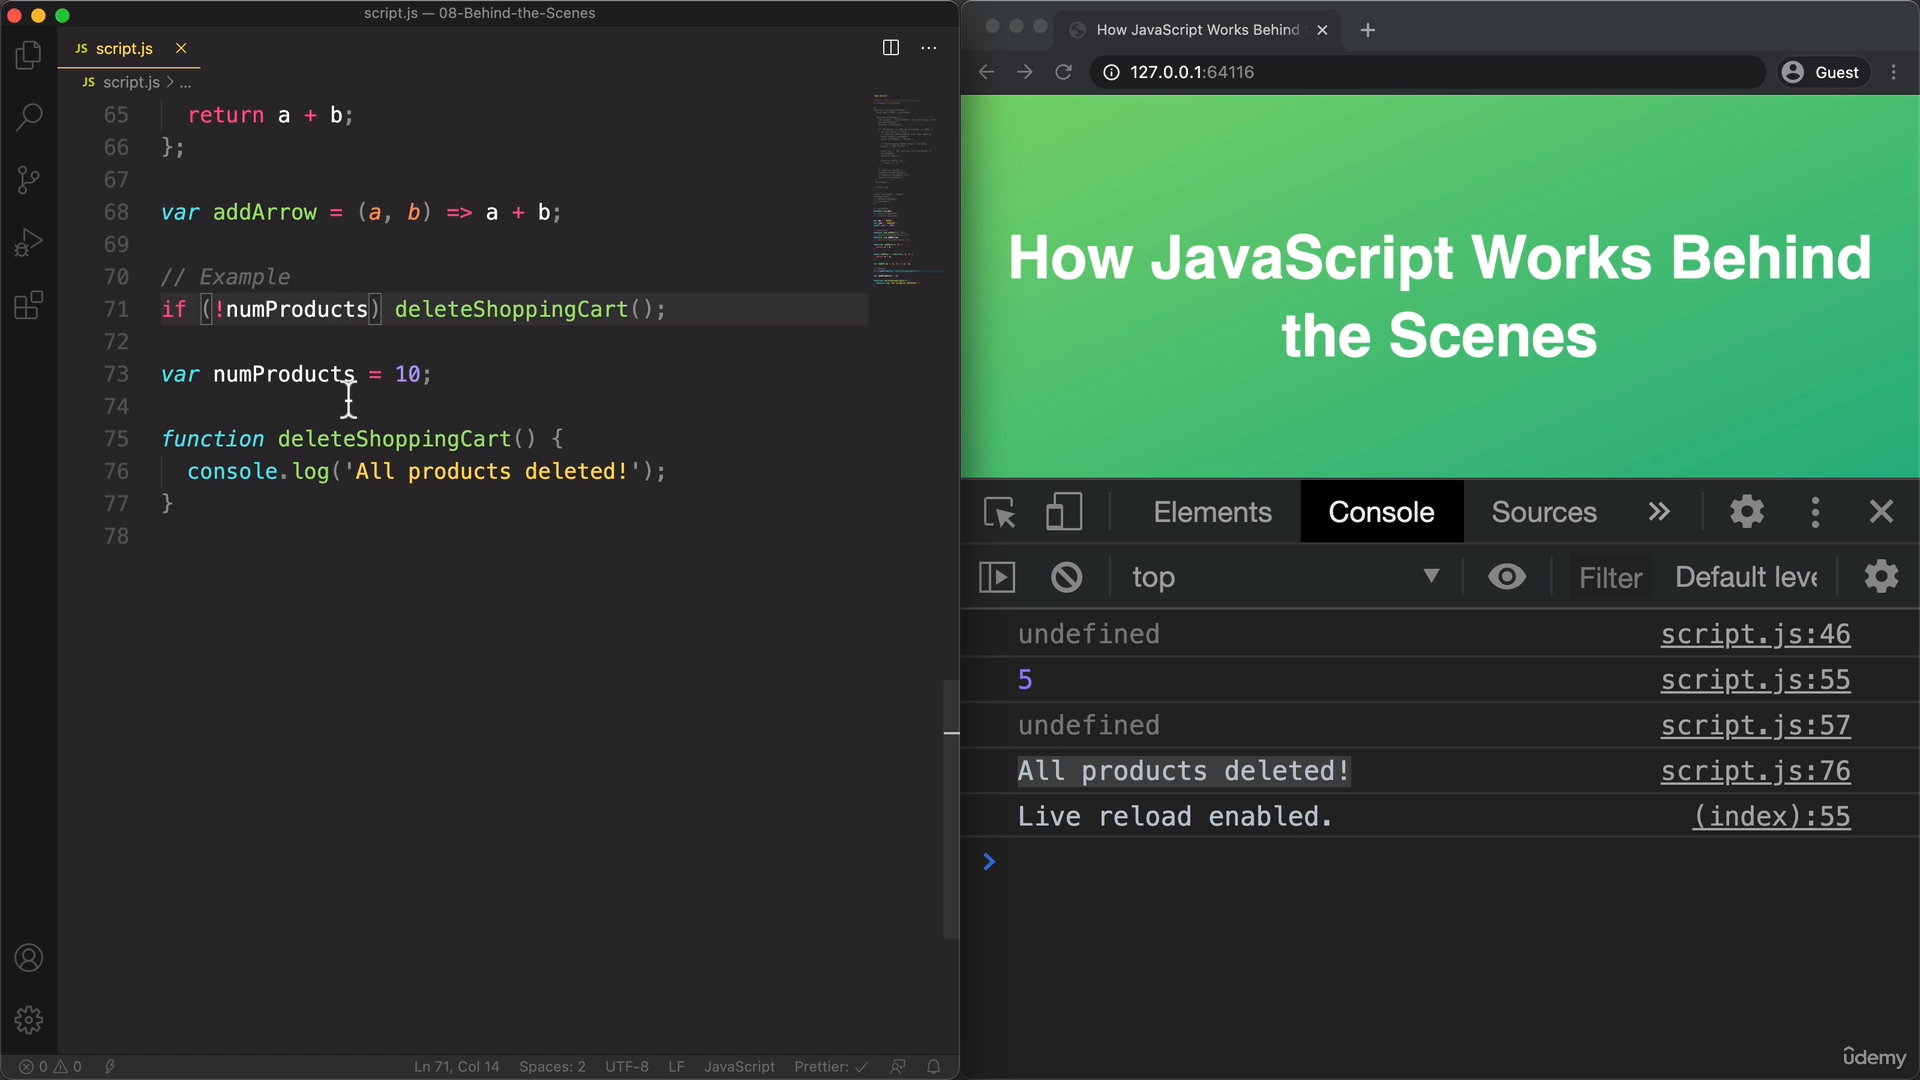 script.js — 08-Behind-the-Scenes
JS script.js
JS script.js > ...
65 return a + b;
66 };
67
68 var addArrow = (a, b) => a + b;
69
70 // Example
71 if (!numProducts) deleteShoppingCart();
72
73 var numProducts = 10;
74
75 function deleteShoppingCart() {
76 console.log('All products deleted!');
77 }
78
0 0
Ln 71, Col 14 Spaces: 2 UTF-8 LF JavaScript Prettier: ✓
How JavaScript Works Behind
127.0.0.1:64116
Guest
How JavaScript Works Behind
the Scenes
Elements Console Sources »
top Filter Default leve
undefined script.js:46
5 script.js:55
undefined script.js:57
All products deleted! script.js:76
Live reload enabled. (index):55
>
ûdemy